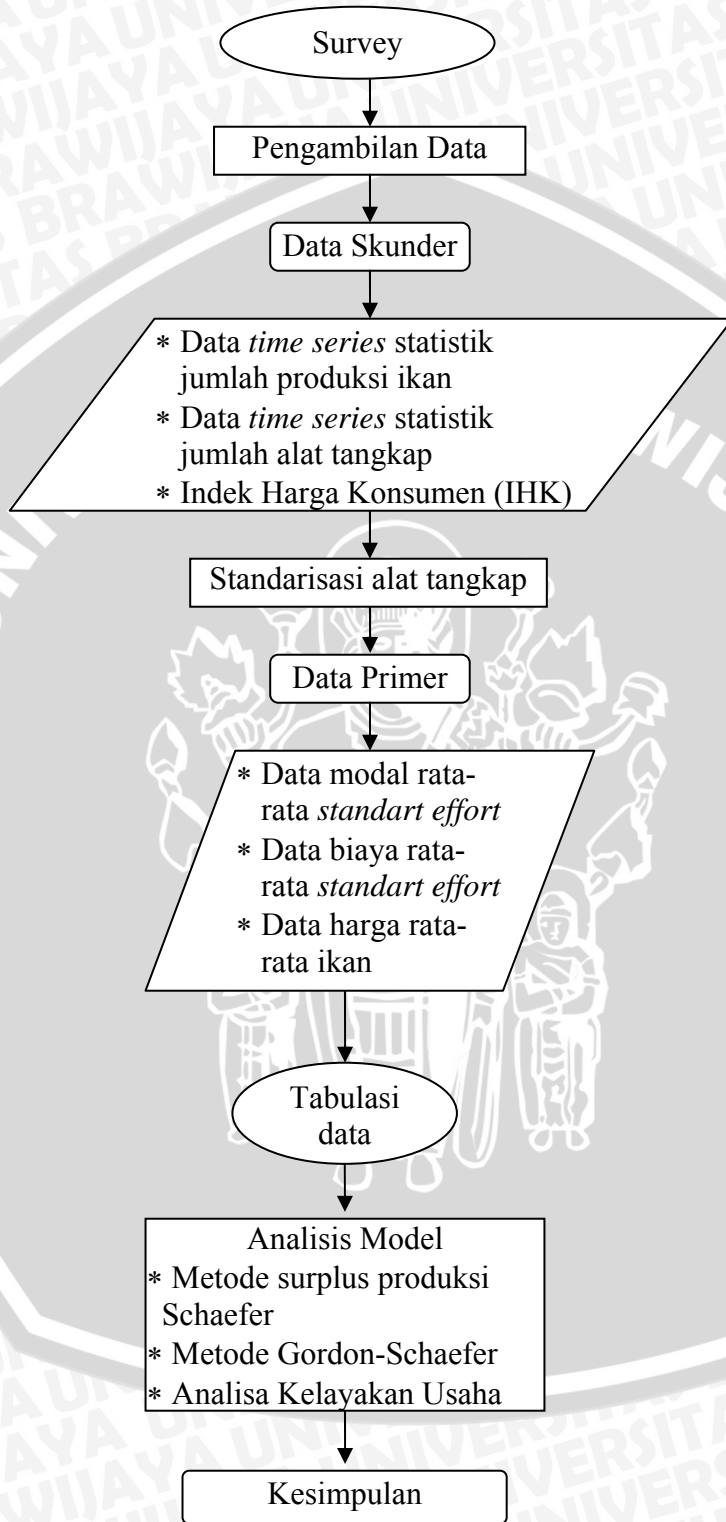 Survey
Pengambilan Data
Data Skunder
* Data time series statistik
jumlah produksi ikan
* Data time series statistik
jumlah alat tangkap
* Indek Harga Konsumen (IHK)
Standarisasi alat tangkap
Data Primer
* Data modal rata-
rata standart effort
* Data biaya rata-
rata standart effort
* Data harga rata-
rata ikan
Tabulasi
data
Analisis Model
* Metode surplus produksi
Schaefer
* Metode Gordon-Schaefer
* Analisa Kelayakan Usaha
Kesimpulan